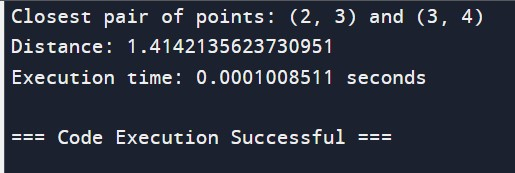 Closest pair of points: (2, 3) and (3, 4)
Distance: 1.4142135623730951
Execution time: 0.0001008511 seconds
=== Code Execution Successful ===